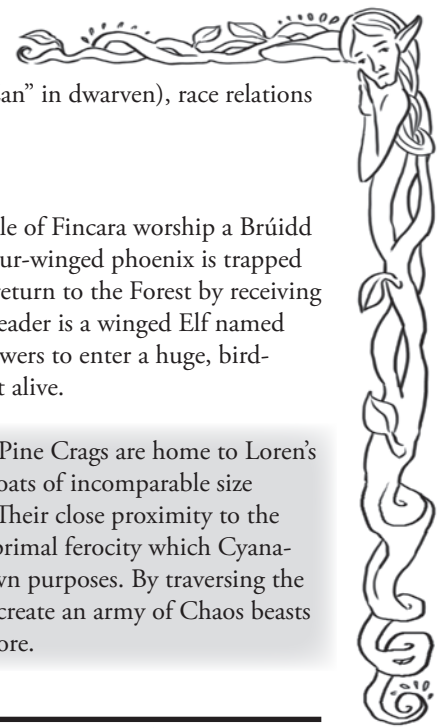 an” in dwarven), race relations
le of Fincara worship a Brúidd
ur-winged phoenix is trapped
return to the Forest by receiving
eader is a winged Elf named
wers to enter a huge, bird-
t alive.
Pine Crags are home to Loren’s
oats of incomparable size
Their close proximity to the
primal ferocity which Cyana-
wn purposes. By traversing the
create an army of Chaos beasts
ore.